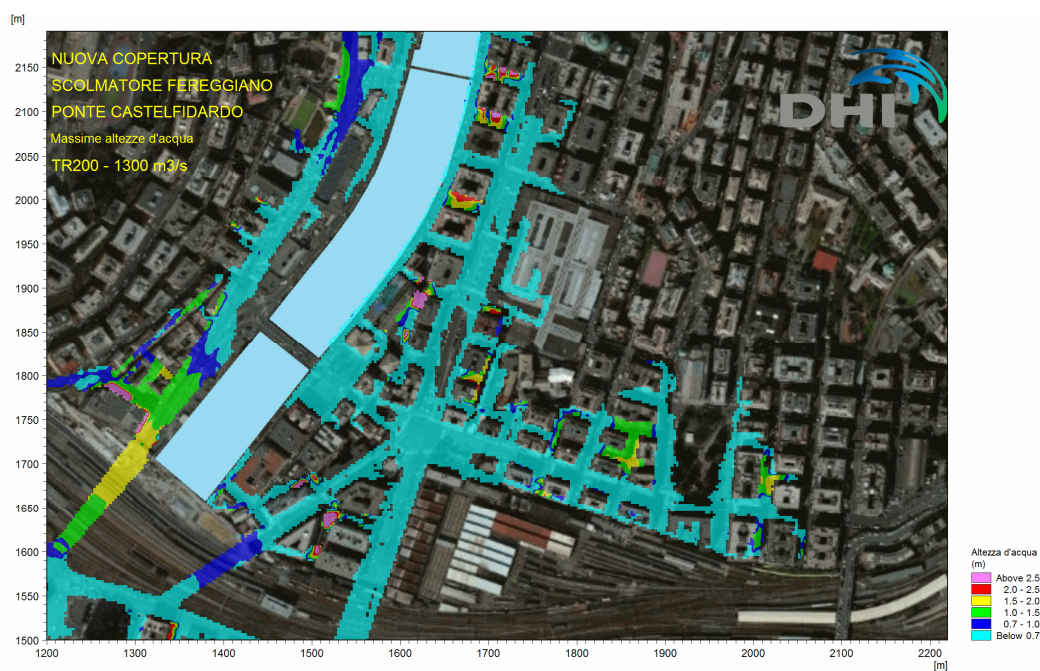 [m]
NUOVA COPERTURA
SCOLMATORE FEREGGIANO
PONTE CASTELFIDARDO
Massime altezze d'acqua
TR200 - 1300 m3/s
DHI
2150
2100
2050
2000
1950
1900
1850
1800
1750
1700
1650
1600
1550
1500
1200 1300 1400 1500 1600 1700 1800 1900 2000 2100 2200
[m]
Altezza d'acqua
(m)
Above 2.5
2.0 - 2.5
1.5 - 2.0
1.0 - 1.5
0.7 - 1.0
Below 0.7